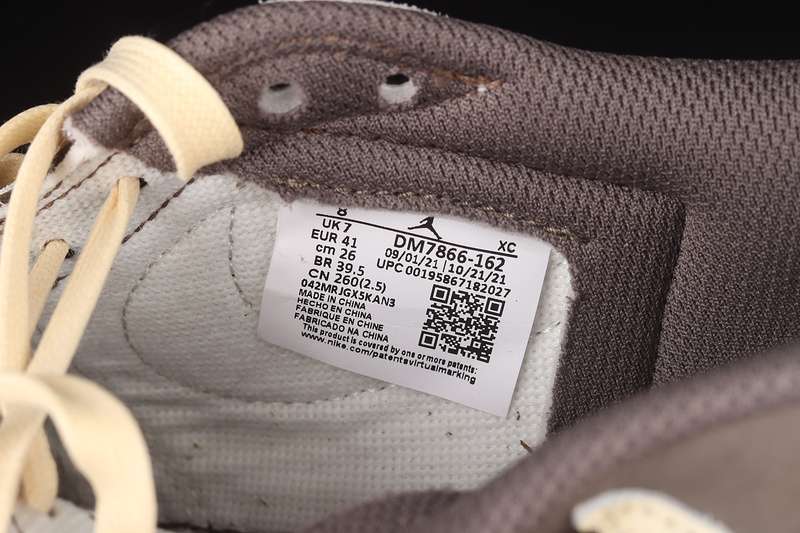 8
UK 7
EUR 41
cm 26
BR 39.5
CN 260(2.5)
042MRJGX5KAN3
MADE IN CHINA
HECHO EN CHINA
FABRIQUE EN CHINE
FABRICADO NA CHINA
This product is covered by one or more patents:
www.nike.com/patentsvirtualmarking
XC
DM7866-162
09/01/21 | 10/21/21
UPC 00195867182027